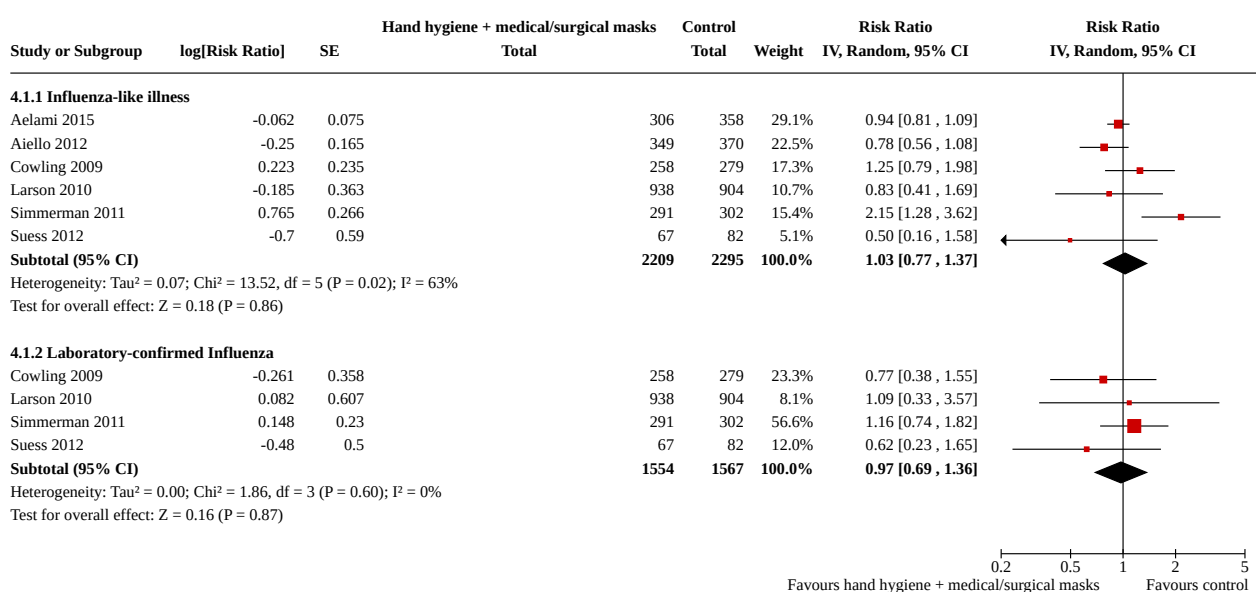 Hand hygiene + medical/surgical masks Control Risk Ratio Risk Ratio
Study or Subgroup log[Risk Ratio] SE Total Total Weight IV, Random, 95% CI IV, Random, 95% CI
4.1.1 Influenza-like illness
Aelami 2015 -0.062 0.075 306 358 29.1% 0.94 [0.81 , 1.09]
Aiello 2012 -0.25 0.165 349 370 22.5% 0.78 [0.56 , 1.08]
Cowling 2009 0.223 0.235 258 279 17.3% 1.25 [0.79 , 1.98]
Larson 2010 -0.185 0.363 938 904 10.7% 0.83 [0.41 , 1.69]
Simmerman 2011 0.765 0.266 291 302 15.4% 2.15 [1.28 , 3.62]
Suess 2012 -0.7 0.59 67 82 5.1% 0.50 [0.16 , 1.58]
Subtotal (95% CI) 2209 2295 100.0% 1.03 [0.77 , 1.37]
Heterogeneity: Tau² = 0.07; Chi² = 13.52, df = 5 (P = 0.02); I² = 63%
Test for overall effect: Z = 0.18 (P = 0.86)
4.1.2 Laboratory-confirmed Influenza
Cowling 2009 -0.261 0.358 258 279 23.3% 0.77 [0.38 , 1.55]
Larson 2010 0.082 0.607 938 904 8.1% 1.09 [0.33 , 3.57]
Simmerman 2011 0.148 0.23 291 302 56.6% 1.16 [0.74 , 1.82]
Suess 2012 -0.48 0.5 67 82 12.0% 0.62 [0.23 , 1.65]
Subtotal (95% CI) 1554 1567 100.0% 0.97 [0.69 , 1.36]
Heterogeneity: Tau² = 0.00; Chi² = 1.86, df = 3 (P = 0.60); I² = 0%
Test for overall effect: Z = 0.16 (P = 0.87)
0.2 0.5 1 2 5
Favours hand hygiene + medical/surgical masks Favours control